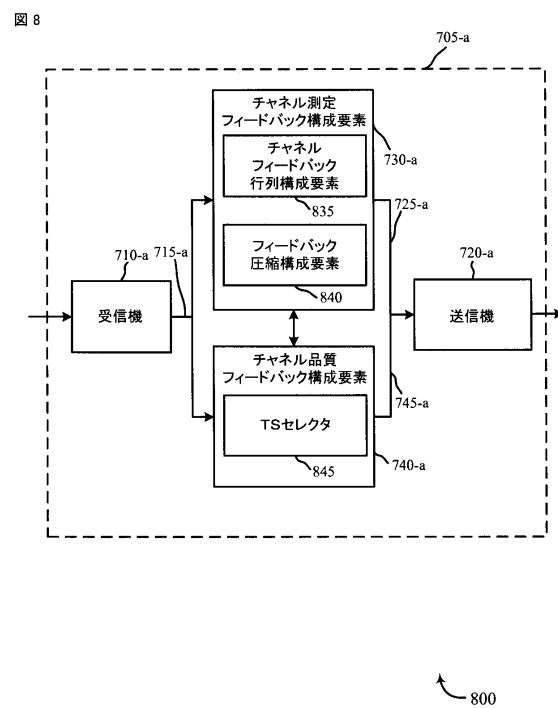 図8
705-a
チャネル測定
フィードバック構成要素
730-a
チャネル
フィードバック
行列構成要素
835
725-a
フィードバック
圧縮構成要素
840
710-a
715-a
受信機
720-a
送信機
チャネル品質
フィードバック構成要素
745-a
TSセレクタ
845
740-a
800